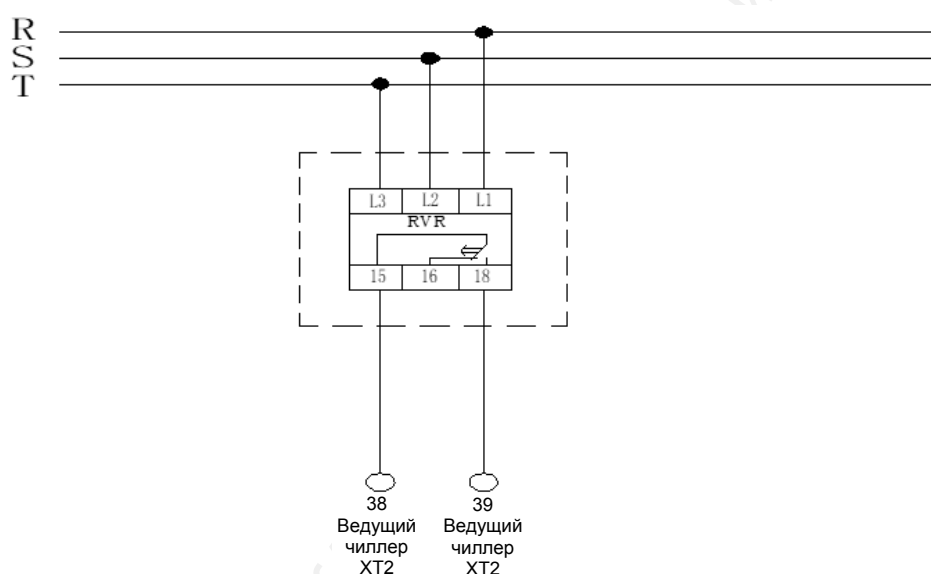 R
S
T
L3 L2 L1
RVR
15 16 18
38 39
Ведущий Ведущий
чиллер чиллер
XT2 XT2